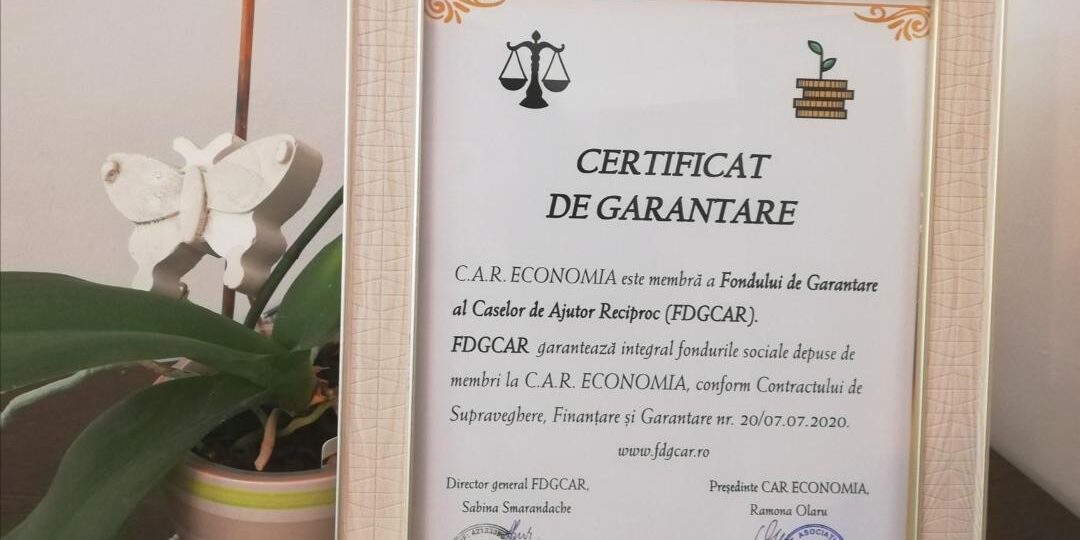 CERTIFICAT
DE GARANTARE
C.A.R. ECONOMIA este membră a Fondului de Garantare
al Caselor de Ajutor Reciproc (FDGCAR).
FDGCAR garantează integral fondurile sociale depuse de
membri la C.A.R. ECONOMIA, conform Contractului de
Supraveghere, Finanțare și Garantare nr. 20/07.07.2020.
www.fdgcar.ro
Director general FDGCAR,
Sabina Smarandache
Președinte CAR ECONOMIA,
Ramona Olaru